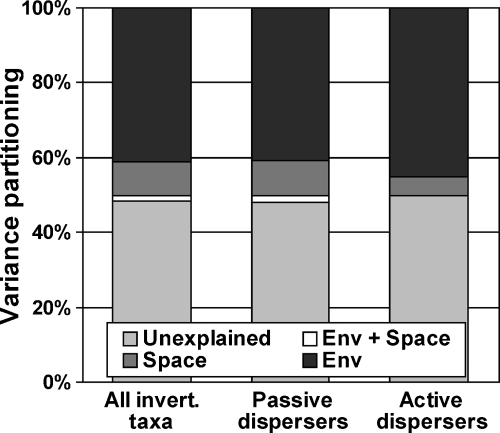 Variance partitioning
100%
80%
60%
40%
20%
0%
Unexplained
Env + Space
Space
Env
All invert.
taxa
Passive
dispersers
Active
dispersers